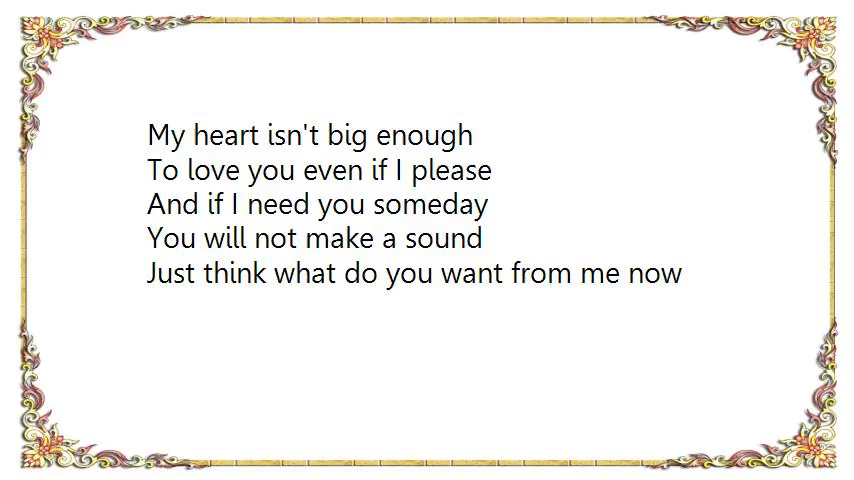 My heart isn't big enough
To love you even if I please
And if I need you someday
You will not make a sound
Just think what do you want from me now